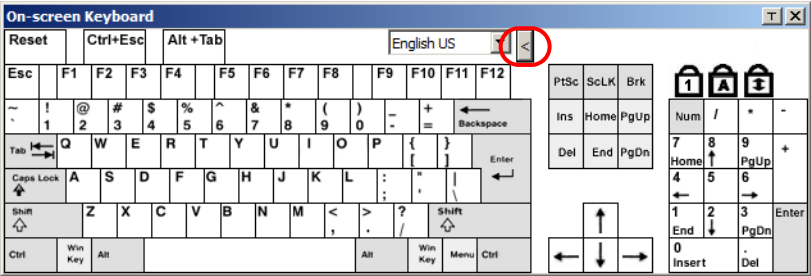 On-screen Keyboard T X
Reset Ctrl+Esc Alt +Tab English US <
Esc F1 F2 F3 F4 F5 F6 F7 F8 F9 F10 F11 F12 PtSc ScLK Brk 1 A
~ ! @ # $ % ^ & * ( ) _ +
` 1 2 3 4 5 6 7 8 9 0 - = Backspace Ins Home PgUp Num / * -
Tab Q W E R T Y U I O P { } Enter Del End PgDn 7 8 9 +
[ ] Home PgUp
Caps Lock A S D F G H J K L : " | 4 5 6
; ' \
Shift Z X C V B N M < > ? Shift 1 2 3 Enter
, . / End PgDn
Ctrl Win Key Alt Alt Win Key Menu Ctrl 0 .
Insert Del